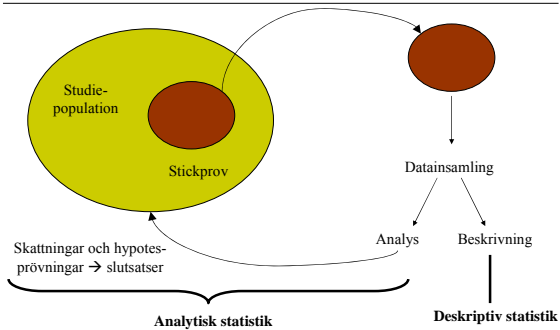 Studie-
population
Stickprov
Datainsamling
Analys
Beskrivning
Skattningar och hypotes-
prövningar → slutsatser
Analytisk statistik
Deskriptiv statistik